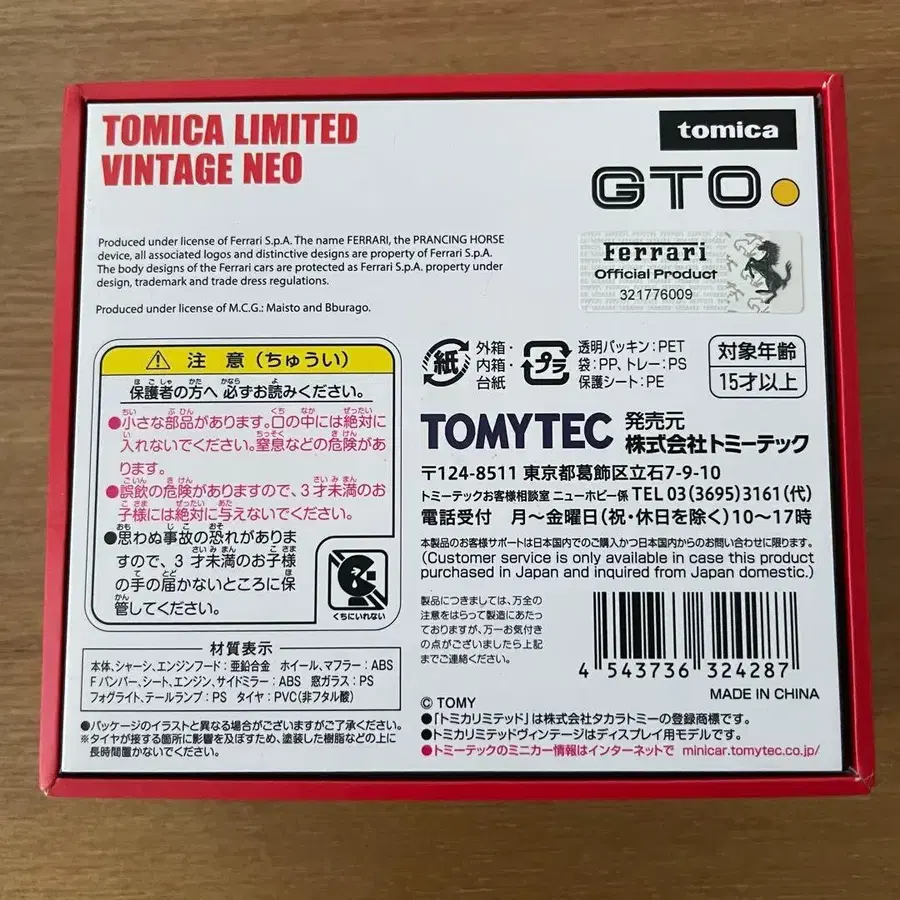 TOMICA LIMITED
VINTAGE NEO
tomica
GTO
Produced under license of Ferrari S.p.A. The name FERRARI, the PRANCING HORSE
device, all associated logos and distinctive designs are property of Ferrari S.p.A.
The body designs of the Ferrari cars are protected as Ferrari S.p.A. property under
design, trademark and trade dress regulations.
Produced under license of M.C.G.: Maisto and Bburago.
Ferrari
Official Product
321776009
注 意（ちゅうい）
保護者の方へ 必ずお読みください。
●小さな部品があります。口の中には絶対に
入れないでください。窒息などの危険があ
ります。
●誤飲の危険がありますので、3才未満のお
子様には絶対に与えないでください。
●思わぬ事故の恐れがありま
すので、3才未満のお子様
の手の届かないところに保
管してください。
くちにいれない
紙
外箱・
内箱・
台紙
プラ
透明パッキン：PET
袋：PP、トレー：PS
保護シート：PE
対象年齢
15才以上
TOMYTEC
発売元
株式会社トミーテック
〒124-8511 東京都葛飾区立石7-9-10
トミーテックお客様相談室 ニューホビー係 TEL 03(3695)3161(代)
電話受付 月～金曜日(祝・休日を除く)10～17時
本製品のお客様サポートは日本国内でのご購入かつ日本国内からのお問い合わせに限ります。
(Customer service is only available in case this product
purchased in Japan and inquired from Japan domestic.)
製品につきましては、万全の
注意をはらって製造にあたっ
ておりますが、万一お気付き
の点がございましたら上記
までご連絡ください。
4 543736 324287
MADE IN CHINA
材質表示
本体、シャーシ、エンジンフード：亜鉛合金 ホイール、マフラー：ABS
Fバンパー、シート、エンジン、サイドミラー：ABS 窓ガラス：PS
フォグライト、テールランプ：PS タイヤ：PVC(非フタル酸)
●パッケージのイラストと異なる場合がございますがご了承ください。
※タイヤが接する箇所に影響を及ぼすため、塗装した樹脂などの上に
長時間置かないでください。
© TOMY
●「トミカリミテッド」は株式会社タカラトミーの登録商標です。
●トミカリミテッドヴィンテージはディスプレイ用モデルです。
●トミーテックのミニカー情報はインターネットで minicar.tomytec.co.jp/